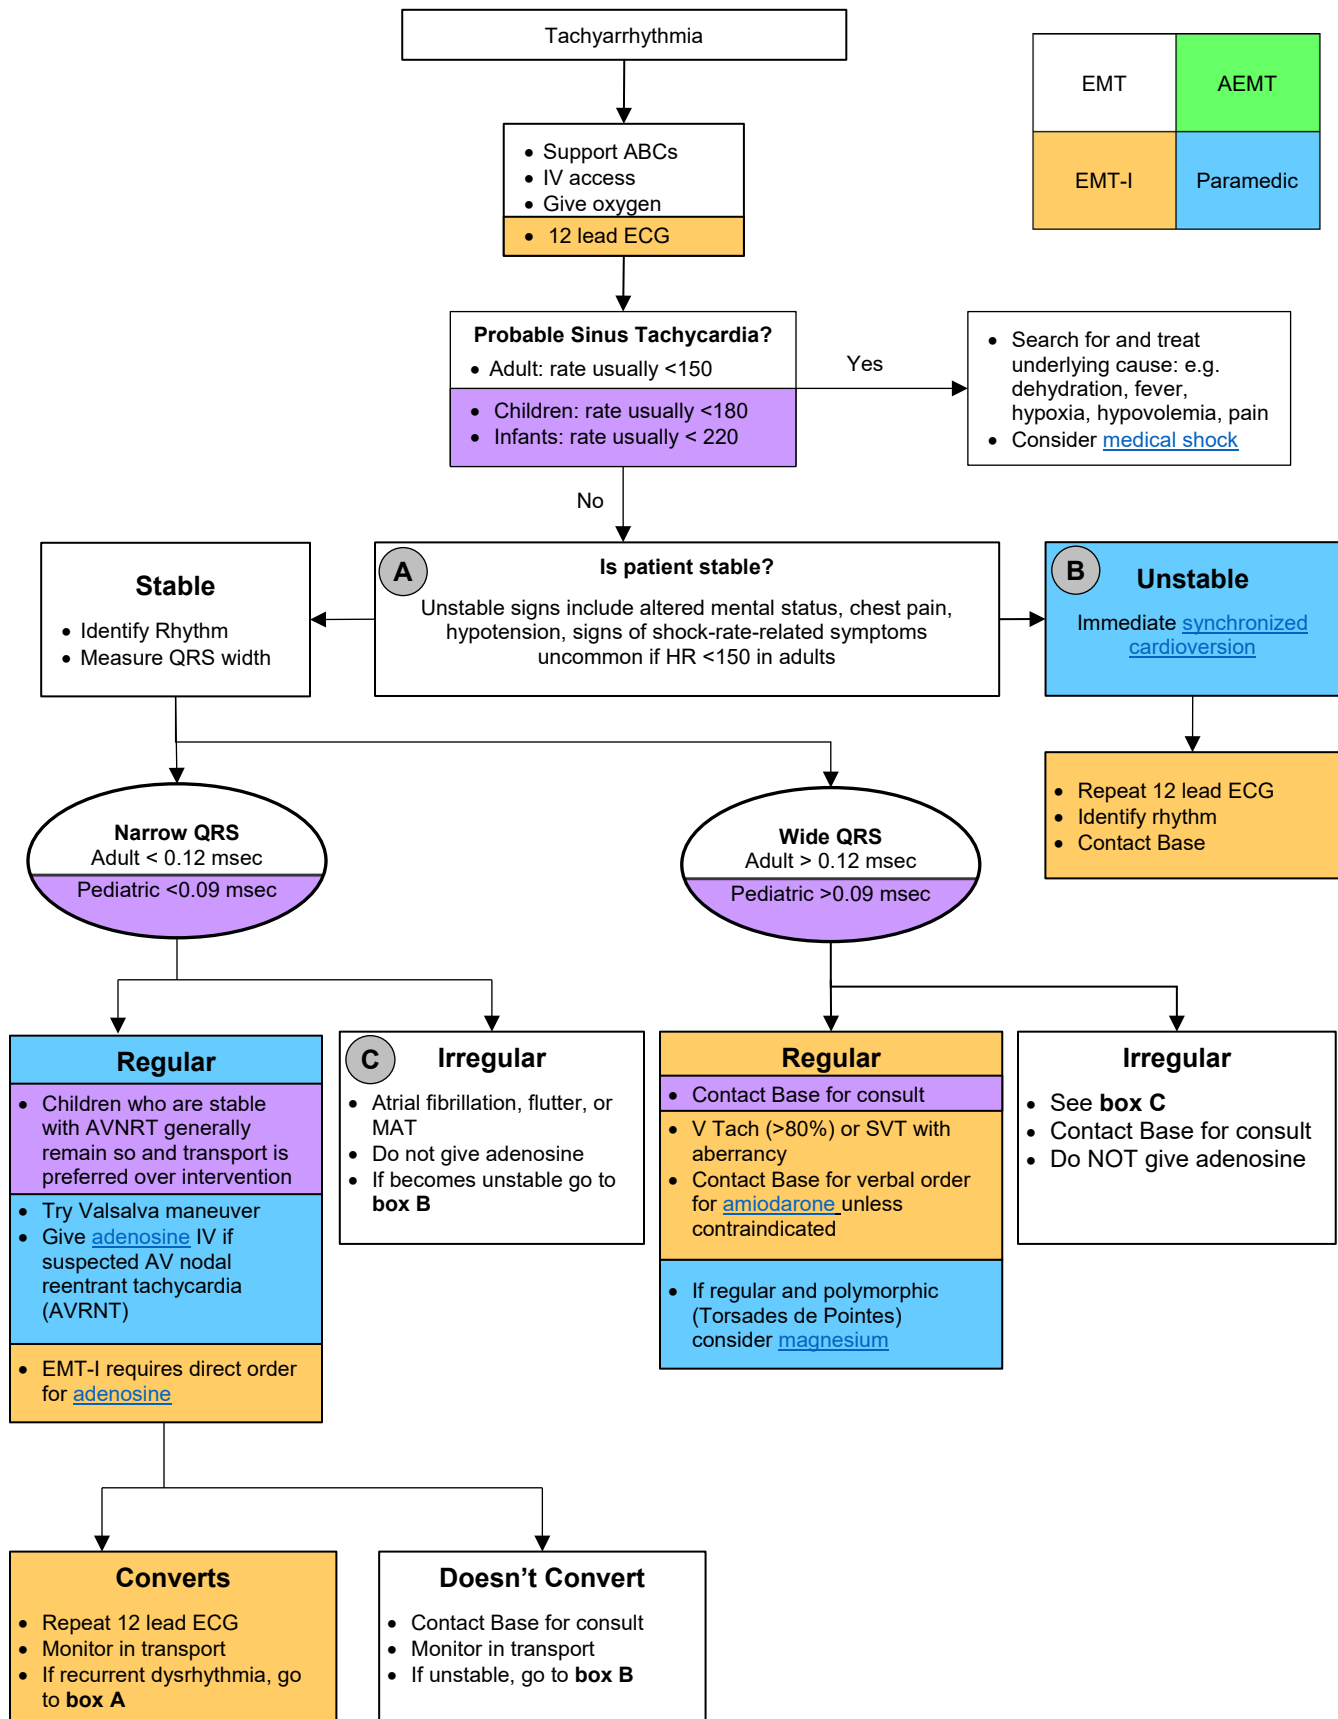 Tachyarrhythmia
EMT
AEMT
EMT-I
Paramedic
• Support ABCs
• IV access
• Give oxygen
• 12 lead ECG
Probable Sinus Tachycardia?
• Adult: rate usually <150
• Children: rate usually <180
• Infants: rate usually < 220
Yes
• Search for and treat
underlying cause: e.g.
dehydration, fever,
hypoxia, hypovolemia, pain
• Consider medical shock
No
Stable
• Identify Rhythm
• Measure QRS width
A
Is patient stable?
Unstable signs include altered mental status, chest pain,
hypotension, signs of shock-rate-related symptoms
uncommon if HR <150 in adults
B
Unstable
Immediate synchronized
cardioversion
• Repeat 12 lead ECG
• Identify rhythm
• Contact Base
Narrow QRS
Adult < 0.12 msec
Pediatric <0.09 msec
Wide QRS
Adult > 0.12 msec
Pediatric >0.09 msec
Regular
• Children who are stable
with AVNRT generally
remain so and transport is
preferred over intervention
• Try Valsalva maneuver
• Give adenosine IV if
suspected AV nodal
reentrant tachycardia
(AVRNT)
• EMT-I requires direct order
for adenosine
C
Irregular
• Atrial fibrillation, flutter, or
MAT
• Do not give adenosine
• If becomes unstable go to
box B
Regular
• Contact Base for consult
• V Tach (>80%) or SVT with
aberrancy
• Contact Base for verbal order
for amiodarone unless
contraindicated
• If regular and polymorphic
(Torsades de Pointes)
consider magnesium
Irregular
• See box C
• Contact Base for consult
• Do NOT give adenosine
Converts
• Repeat 12 lead ECG
• Monitor in transport
• If recurrent dysrhythmia, go
to box A
Doesn’t Convert
• Contact Base for consult
• Monitor in transport
• If unstable, go to box B